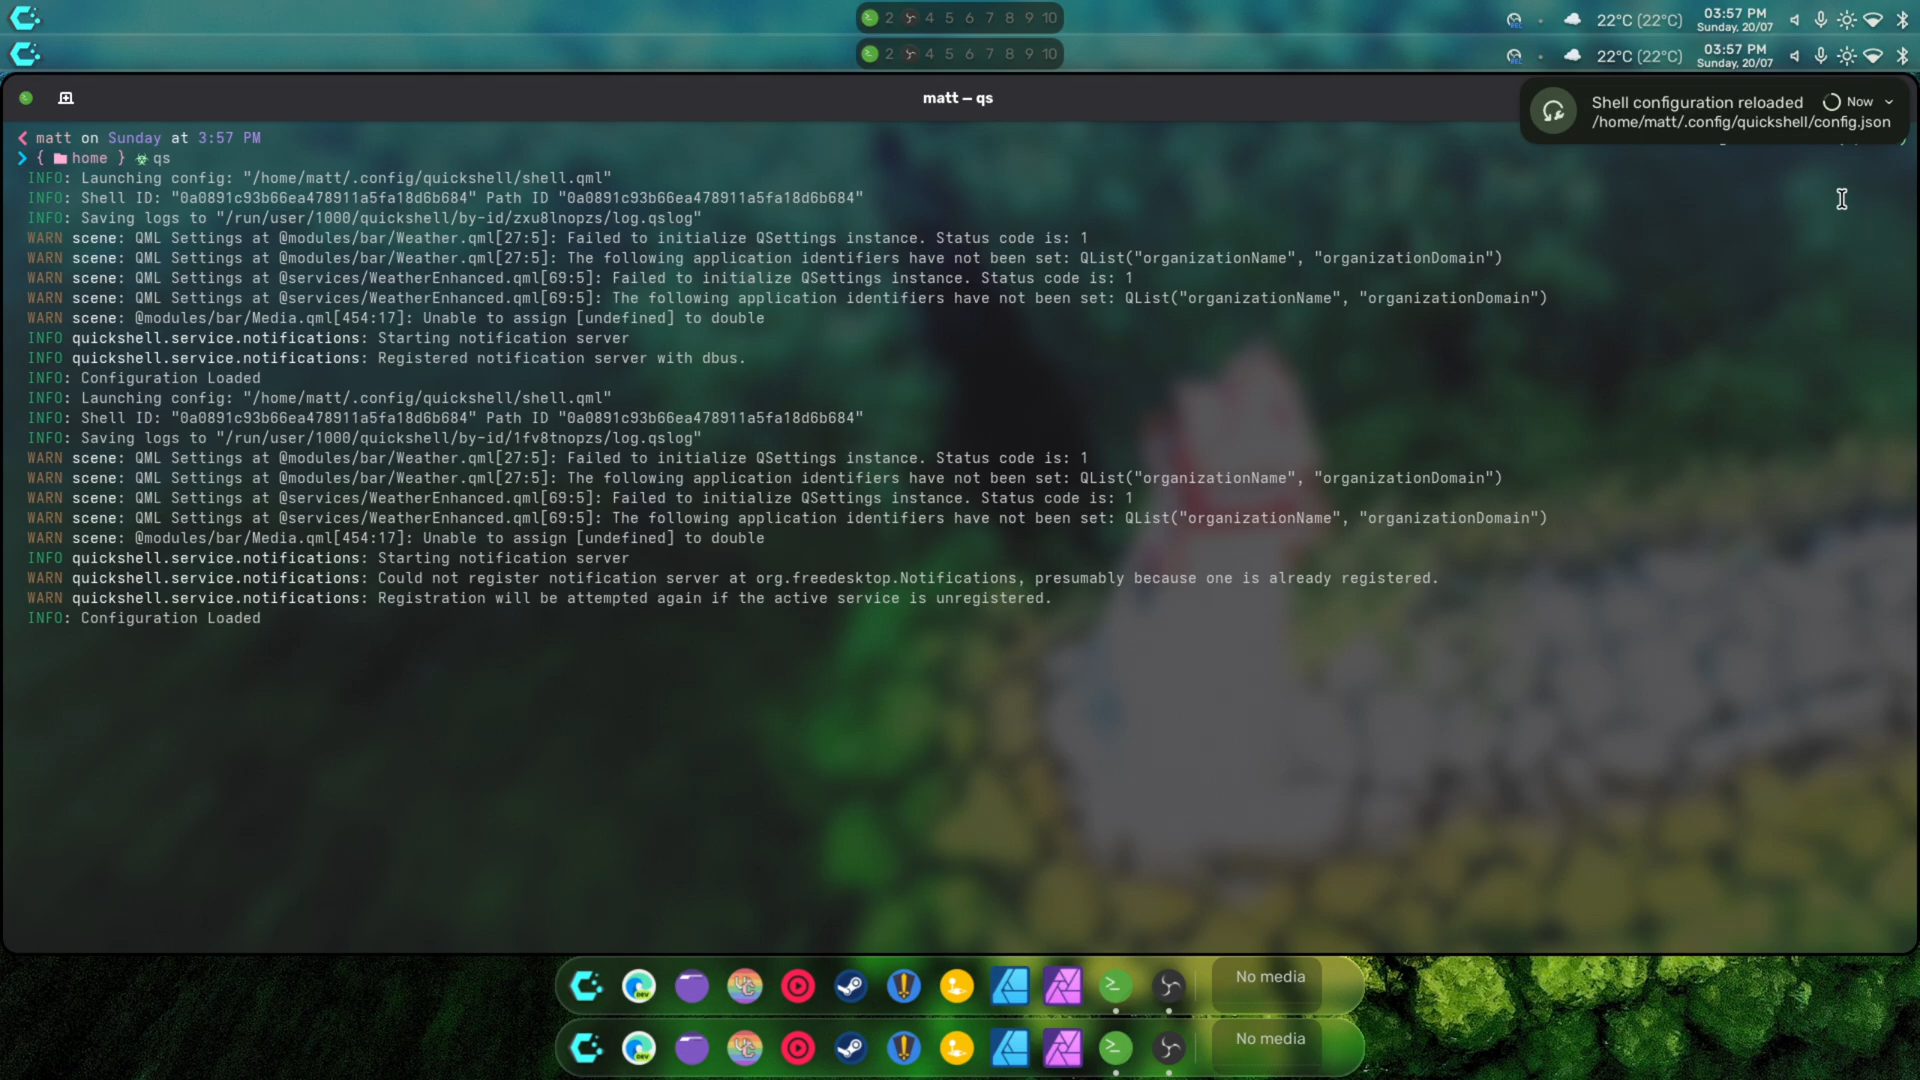 2 4 5 6 7 8 9 10
22°C (22°C)
03:57 PM
Sunday, 20/07
2 4 5 6 7 8 9 10
22°C (22°C)
03:57 PM
Sunday, 20/07
matt — qs
Shell configuration reloaded Now
/home/matt/.config/quickshell/config.json
matt on Sunday at 3:57 PM
{ home } qs
INFO: Launching config: "/home/matt/.config/quickshell/shell.qml"
INFO: Shell ID: "0a0891c93b66ea478911a5fa18d6b684" Path ID "0a0891c93b66ea478911a5fa18d6b684"
INFO: Saving logs to "/run/user/1000/quickshell/by-id/zxu8lnopzs/log.qslog"
WARN scene: QML Settings at @modules/bar/Weather.qml[27:5]: Failed to initialize QSettings instance. Status code is: 1
WARN scene: QML Settings at @modules/bar/Weather.qml[27:5]: The following application identifiers have not been set: QList("organizationName", "organizationDomain")
WARN scene: QML Settings at @services/WeatherEnhanced.qml[69:5]: Failed to initialize QSettings instance. Status code is: 1
WARN scene: QML Settings at @services/WeatherEnhanced.qml[69:5]: The following application identifiers have not been set: QList("organizationName", "organizationDomain")
WARN scene: @modules/bar/Media.qml[454:17]: Unable to assign [undefined] to double
INFO quickshell.service.notifications: Starting notification server
INFO quickshell.service.notifications: Registered notification server with dbus.
INFO: Configuration Loaded
INFO: Launching config: "/home/matt/.config/quickshell/shell.qml"
INFO: Shell ID: "0a0891c93b66ea478911a5fa18d6b684" Path ID "0a0891c93b66ea478911a5fa18d6b684"
INFO: Saving logs to "/run/user/1000/quickshell/by-id/1fv8tnopzs/log.qslog"
WARN scene: QML Settings at @modules/bar/Weather.qml[27:5]: Failed to initialize QSettings instance. Status code is: 1
WARN scene: QML Settings at @modules/bar/Weather.qml[27:5]: The following application identifiers have not been set: QList("organizationName", "organizationDomain")
WARN scene: QML Settings at @services/WeatherEnhanced.qml[69:5]: Failed to initialize QSettings instance. Status code is: 1
WARN scene: QML Settings at @services/WeatherEnhanced.qml[69:5]: The following application identifiers have not been set: QList("organizationName", "organizationDomain")
WARN scene: @modules/bar/Media.qml[454:17]: Unable to assign [undefined] to double
INFO quickshell.service.notifications: Starting notification server
WARN quickshell.service.notifications: Could not register notification server at org.freedesktop.Notifications, presumably because one is already registered.
WARN quickshell.service.notifications: Registration will be attempted again if the active service is unregistered.
INFO: Configuration Loaded
DEV
UC
No media
DEV
UC
No media